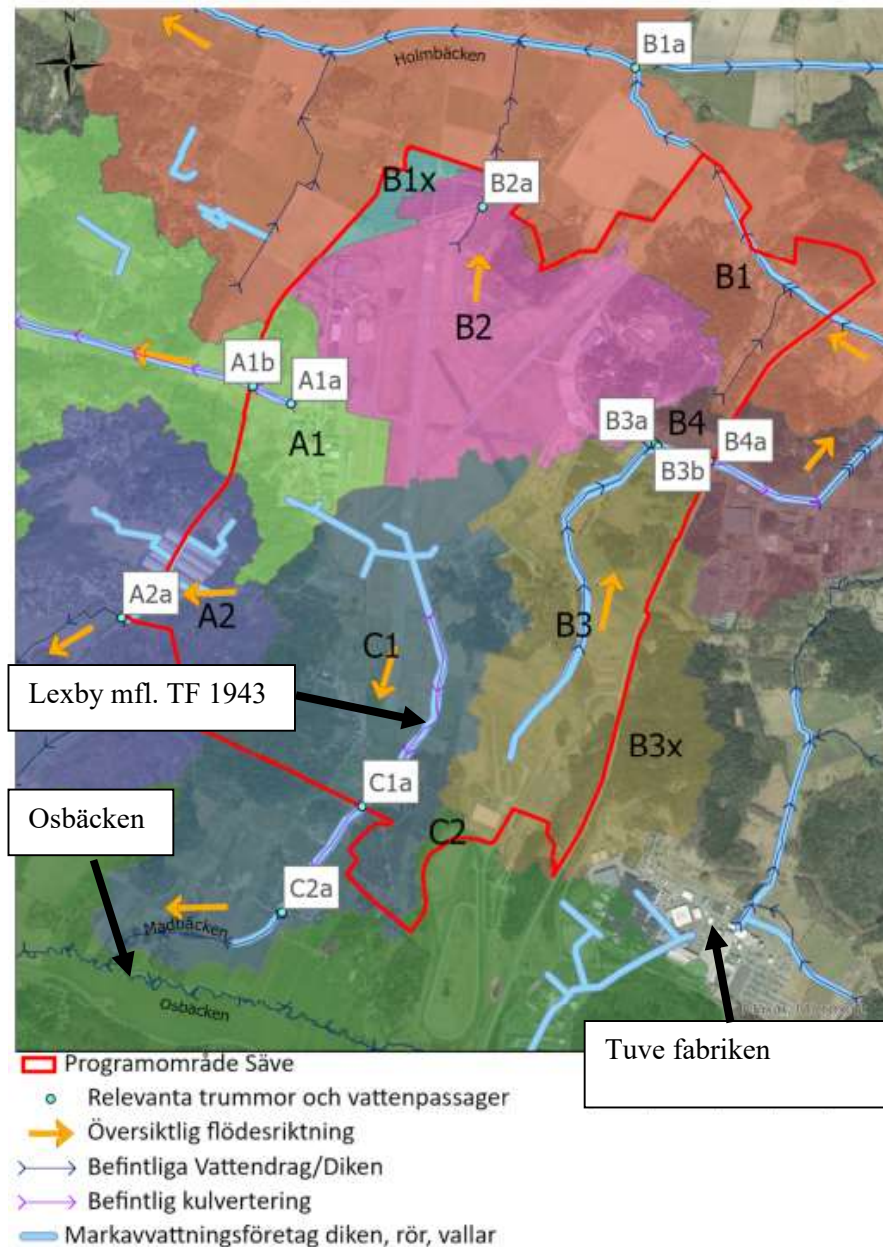 N
B1a
Holmbäcken
B1x
B2a
B1
B2
A1b
A1a
B3a
B4
B4a
A1
B3b
A2a
A2
C1
B3
Lexby mfl. TF 1943
B3x
C1a
C2
Osbäcken
C2a
Madbäcken
Osbäcken
Tuve fabriken
Programområde Säve
Relevanta trummor och vattenpassager
Översiktlig flödesriktning
Befintliga Vattendrag/Diken
Befintlig kulvertering
Markavvattningsföretag diken, rör, vallar